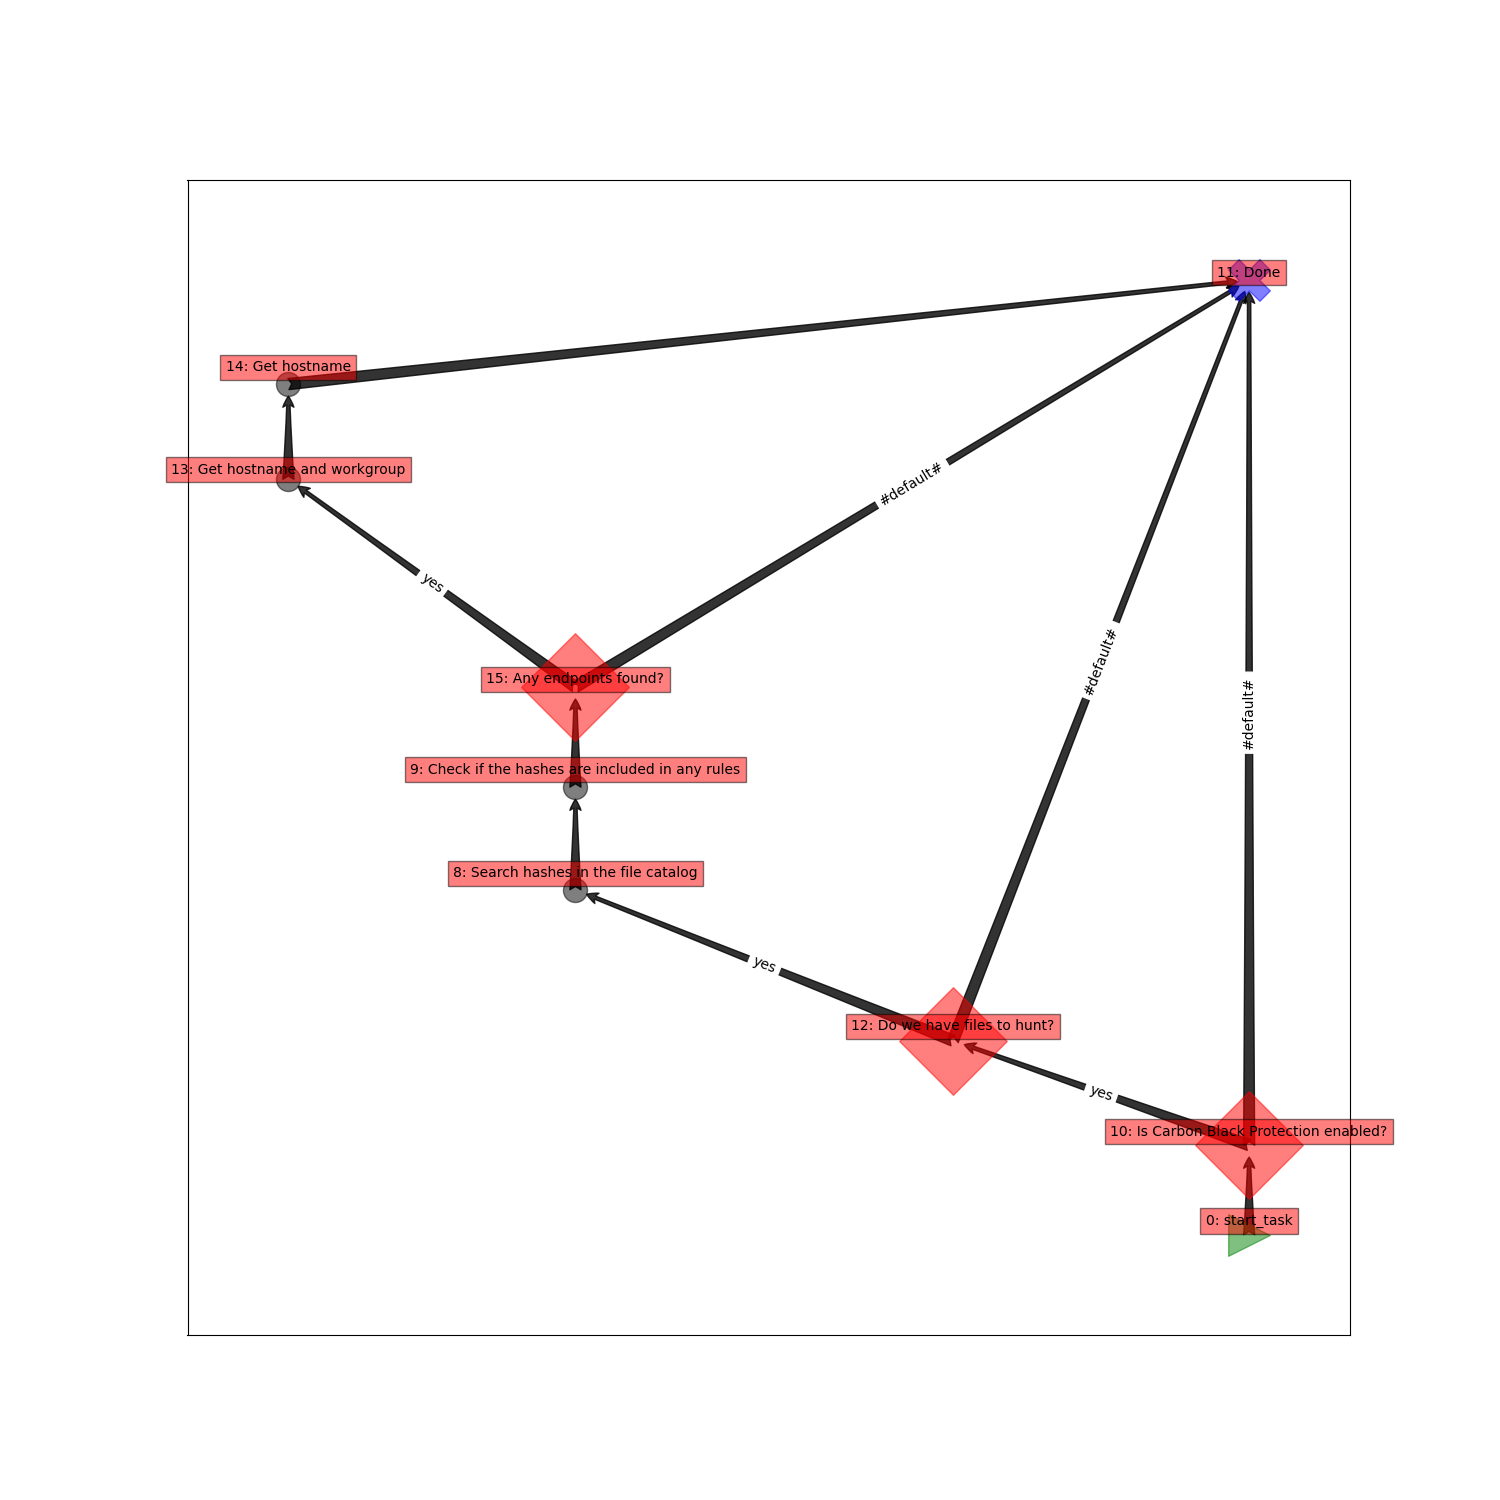 11: Done
14: Get hostname
13: Get hostname and workgroup
#default#
yes
#default#
15: Any endpoints found?
#default#
9: Check if the hashes are included in any rules
8: Search hashes in the file catalog
yes
12: Do we have files to hunt?
yes
10: Is Carbon Black Protection enabled?
0: start_task